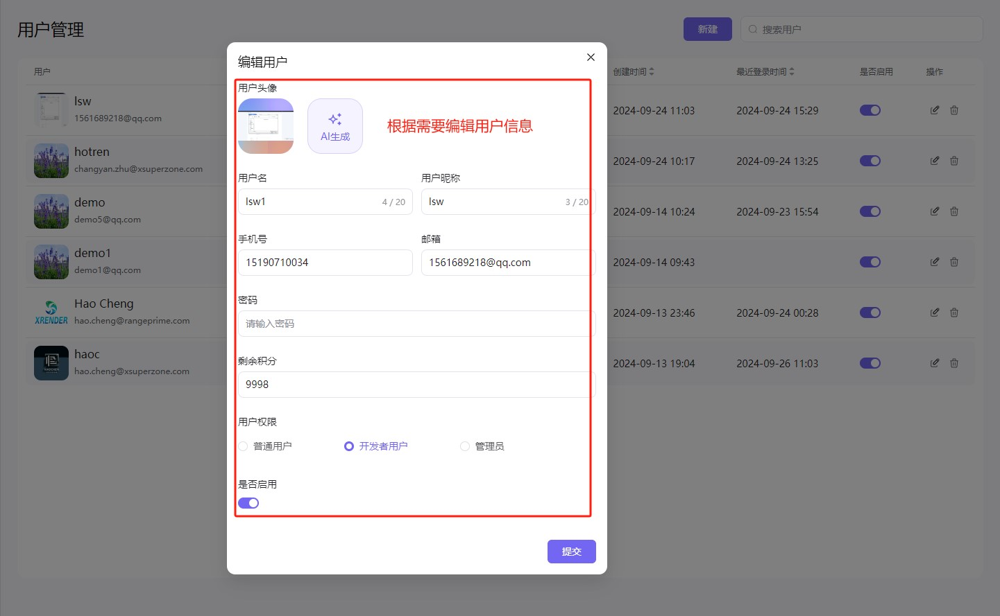 用户管理
新建
搜索用户
用户
创建时间
最近登录时间
是否启用
操作
lsw
1561689218@qq.com
2024-09-24 11:03
2024-09-24 15:29
hotren
changyan.zhu@xsuperzone.com
2024-09-24 10:17
2024-09-24 13:25
demo
demo5@qq.com
2024-09-14 10:24
2024-09-23 15:54
demo1
demo1@qq.com
2024-09-14 09:43
XRENDER
Hao Cheng
hao.cheng@rangeprime.com
2024-09-13 23:46
2024-09-24 00:28
haoc
hao.cheng@xsuperzone.com
2024-09-13 19:04
2024-09-26 11:03
编辑用户
用户头像
AI生成
根据需要编辑用户信息
用户名
用户昵称
lsw1
4 / 20
lsw
3 / 20
手机号
邮箱
15190710034
1561689218@qq.com
密码
请输入密码
剩余积分
9998
用户权限
普通用户
开发者用户
管理员
是否启用
提交